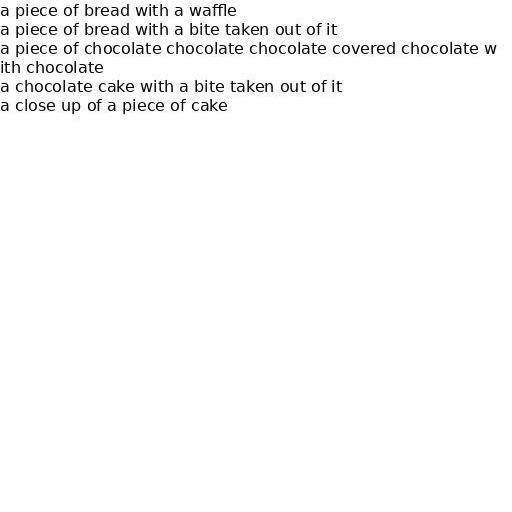 a piece of bread with a waffle
a piece of bread with a bite taken out of it
a piece of chocolate chocolate chocolate covered chocolate w
ith chocolate
a chocolate cake with a bite taken out of it
a close up of a piece of cake